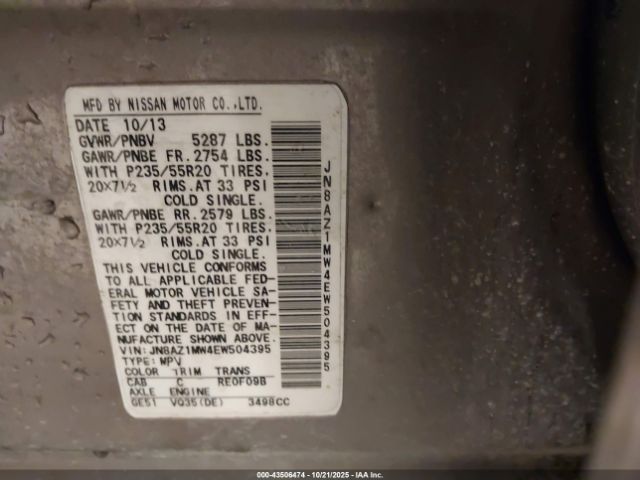 MFD BY NISSAN MOTOR CO.,LTD.
DATE 10/13
GVWR/PNBV 5287 LBS.
GAWR/PNBE FR. 2754 LBS.
WITH P235/55R20 TIRES.
20X7½ RIMS. AT 33 PSI
COLD SINGLE.
GAWR/PNBE RR. 2579 LBS.
WITH P235/55R20 TIRES.
20X7½ RIMS. AT 33 PSI
COLD SINGLE.
THIS VEHICLE CONFORMS
TO ALL APPLICABLE FED-
ERAL MOTOR VEHICLE SA-
FETY AND THEFT PREVEN-
TION STANDARDS IN EFF-
ECT ON THE DATE OF MA-
NUFACTURE SHOWN ABOVE.
VIN: JN8AZ1MW4EW504395
TYPE: MPV
COLOR TRIM TRANS
CAB C RE0F09B
AXLE ENGINE
GE51 VQ35(DE) 3498CC
JN8AZ1MW4EW504395
000-43506474 - 10/21/2025 - IAAI Inc.